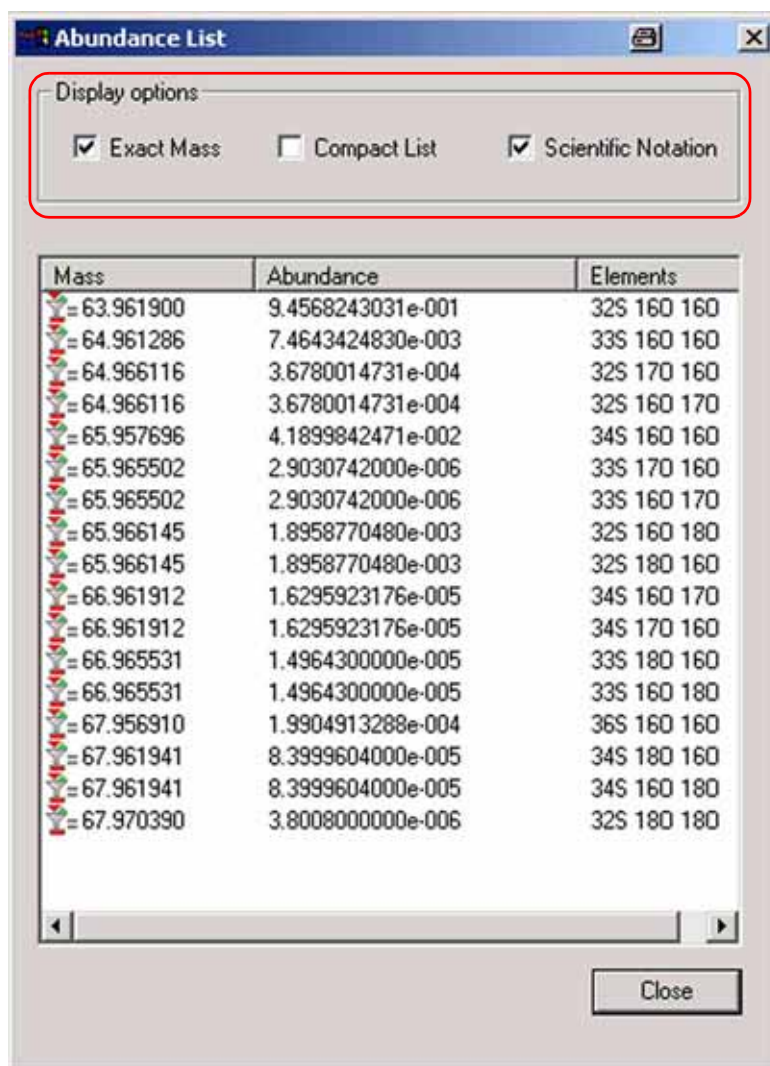 Abundance List
Display options
Exact Mass Compact List Scientific Notation
Mass Abundance Elements
= 63.961900 9.4568243031e-001 32S 16O 16O
= 64.961286 7.4643424830e-003 33S 16O 16O
= 64.966116 3.6780014731e-004 32S 17O 16O
= 64.966116 3.6780014731e-004 32S 16O 17O
= 65.957696 4.1899842471e-002 34S 16O 16O
= 65.965502 2.9030742000e-006 33S 17O 16O
= 65.965502 2.9030742000e-006 33S 16O 17O
= 65.966145 1.8958770480e-003 32S 16O 18O
= 65.966145 1.8958770480e-003 32S 18O 16O
= 66.961912 1.6295923176e-005 34S 16O 17O
= 66.961912 1.6295923176e-005 34S 17O 16O
= 66.965531 1.4964300000e-005 33S 18O 16O
= 66.965531 1.4964300000e-005 33S 16O 18O
= 67.956910 1.9904913288e-004 36S 16O 16O
= 67.961941 8.3999604000e-005 34S 18O 16O
= 67.961941 8.3999604000e-005 34S 16O 18O
= 67.970390 3.8008000000e-006 32S 18O 18O
Close